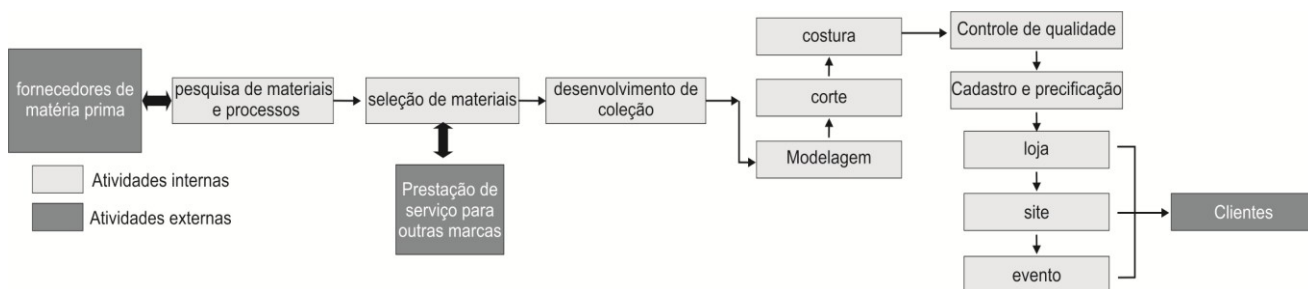 fornecedores de
matéria prima
pesquisa de materiais
e processos
seleção de materiais
desenvolvimento de
coleção
costura
corte
Modelagem
Controle de qualidade
Cadastro e precificação
loja
site
evento
Clientes
Prestação de
serviço para
outras marcas
Atividades internas
Atividades externas